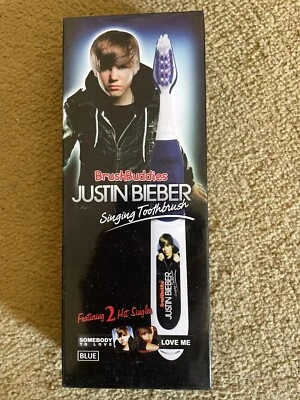 BrushBuddies
JUSTIN BIEBER
Singing Toothbrush
BrushBuddies
JUSTIN BIEBER
Featuring 2 Hit Singles
SOMEBODY
TO LOVE
LOVE ME
BLUE